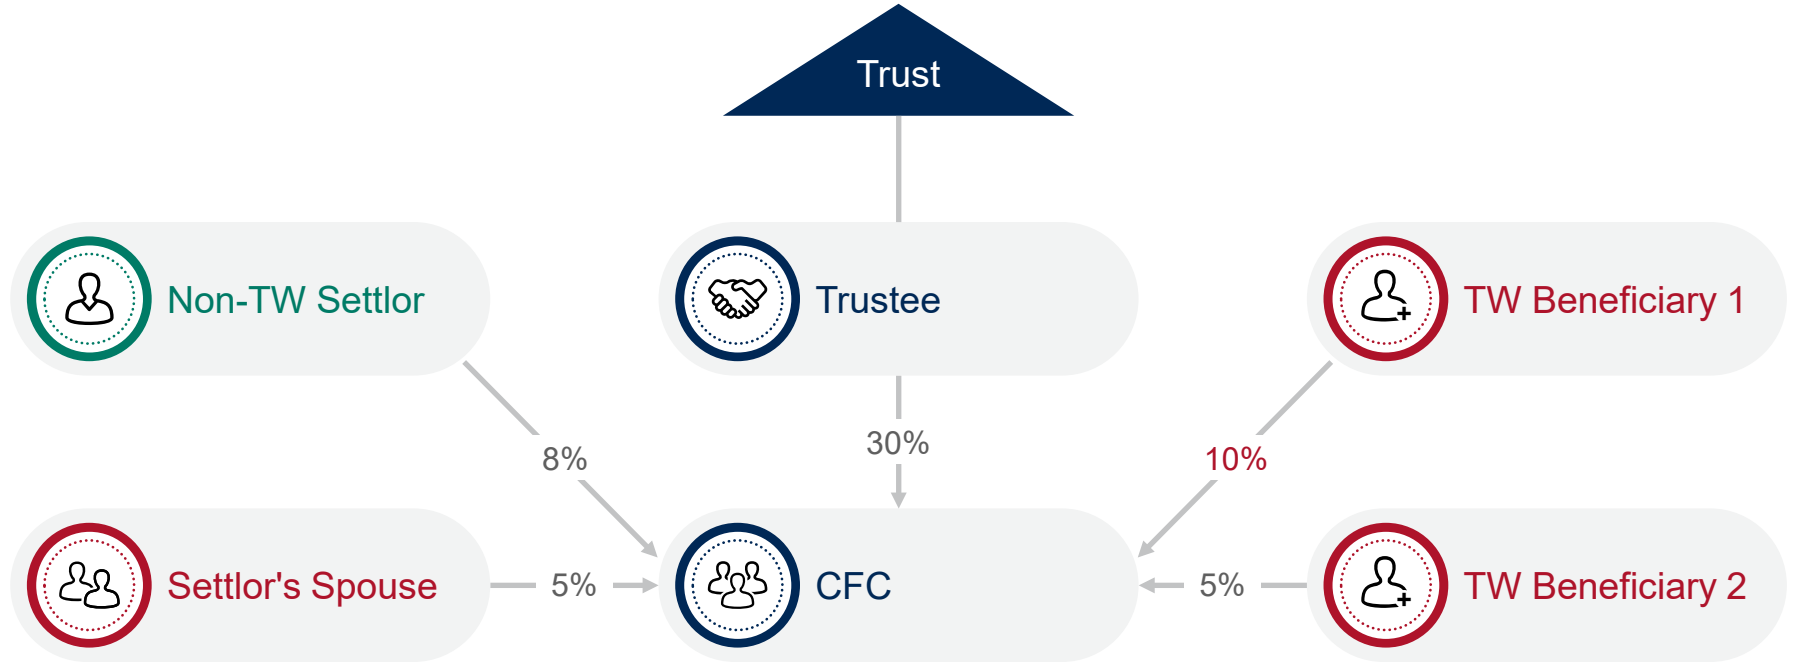 Trust
Non-TW Settlor
Trustee
TW Beneficiary 1
8%
30%
10%
Settlor's Spouse
5%
CFC
5%
TW Beneficiary 2